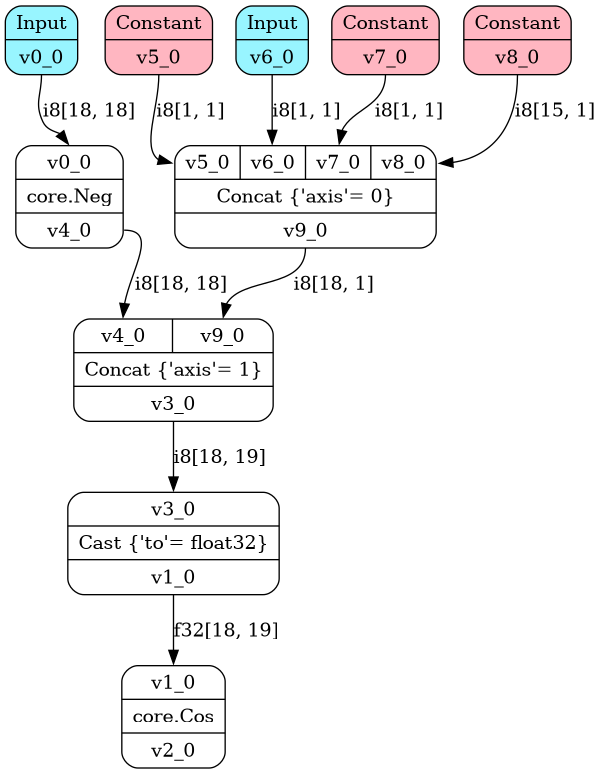 Input
v0_0
Constant
v5_0
Input
v6_0
Constant
v7_0
Constant
v8_0
i8[18, 18]
i8[1, 1]
i8[1, 1]
i8[1, 1]
i8[15, 1]
v0_0
core.Neg
v4_0
v5_0 v6_0 v7_0 v8_0
Concat {'axis'= 0}
v9_0
i8[18, 18]
i8[18, 1]
v4_0 v9_0
Concat {'axis'= 1}
v3_0
i8[18, 19]
v3_0
Cast {'to'= float32}
v1_0
f32[18, 19]
v1_0
core.Cos
v2_0